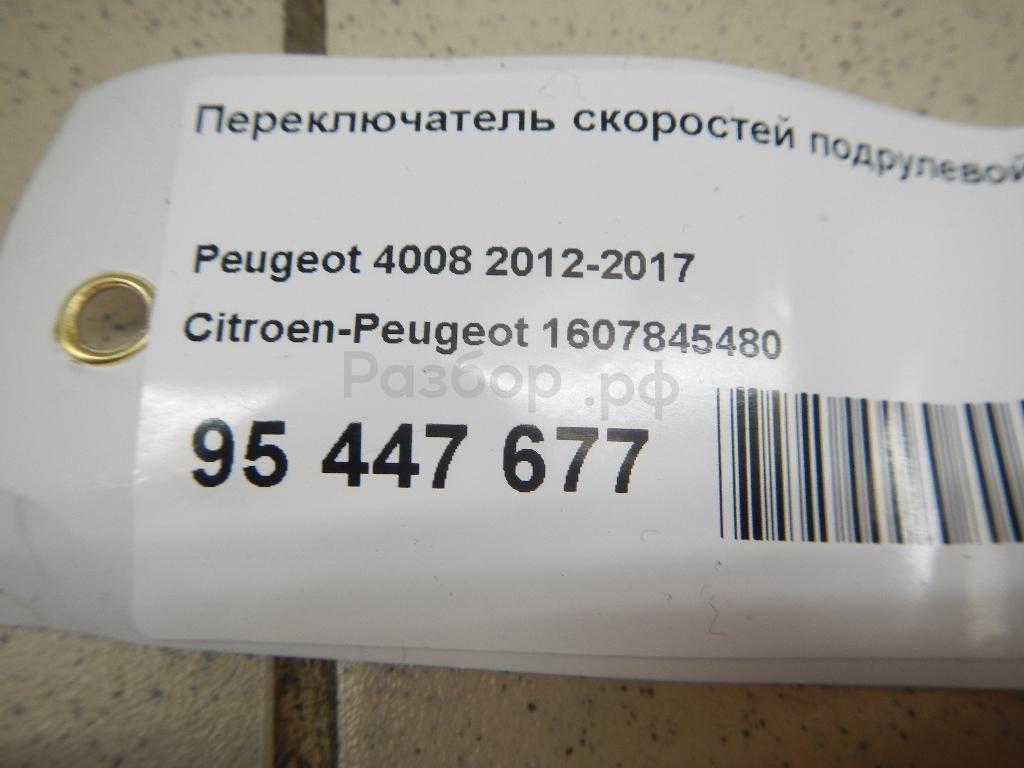 Переключатель скоростей подрулевой
Peugeot 4008 2012-2017
Citroen-Peugeot 1607845480
Разбор.рф
95 447 677